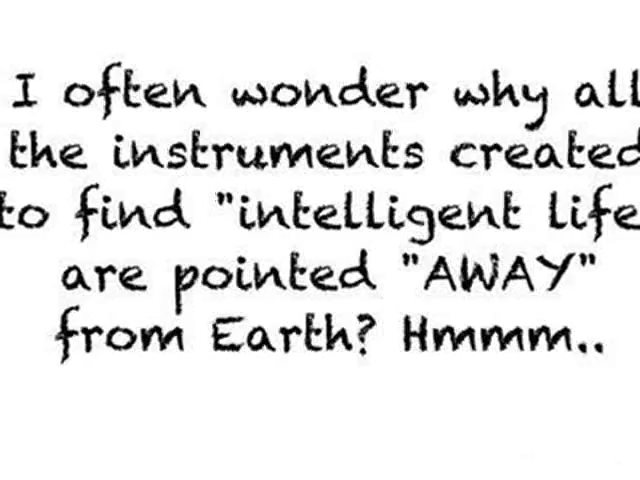 I often wonder why all
the instruments created
to find "intelligent life
are pointed "AWAY"
from Earth? Hmmm..